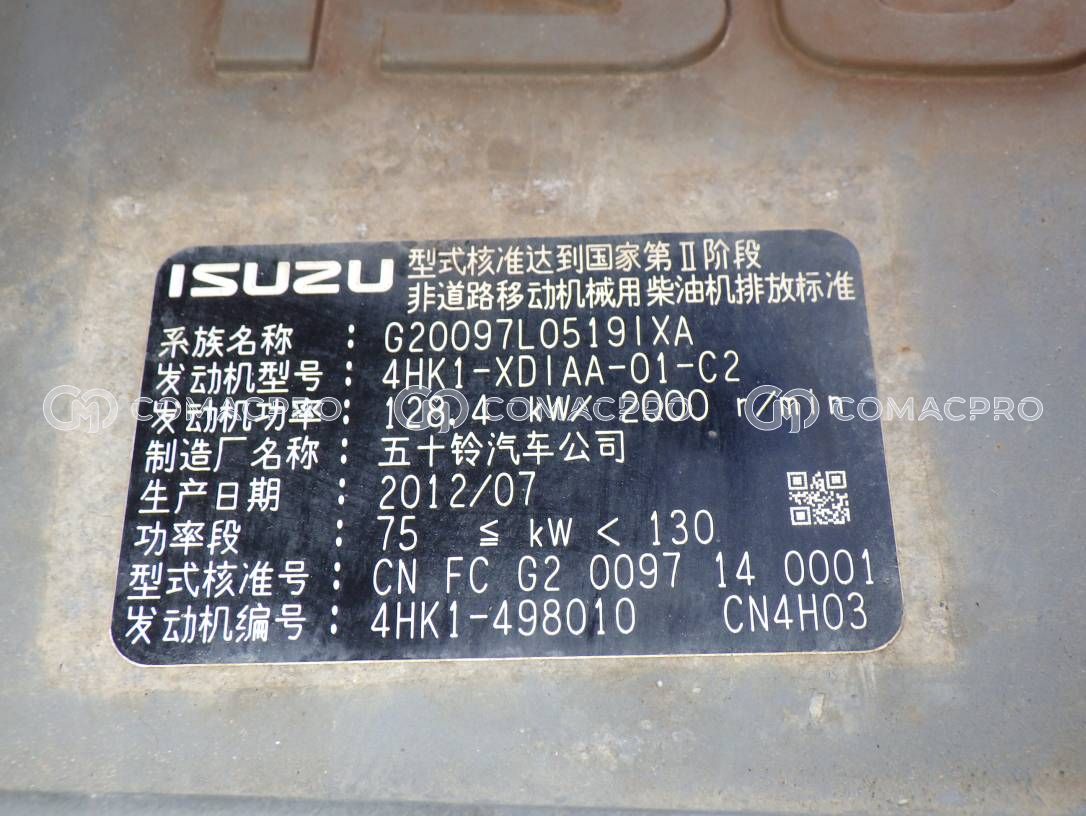 ISUZU
型式核准达到国家第Ⅱ阶段
非道路移动机械用柴油机排放标准
系族名称 : G20097L0519IXA
发动机型号 : 4HK1-XDIAA-01-C2
发动机功率 : 128.4 kW/ 2000 r/min
制造厂名称 : 五十铃汽车公司
生产日期 : 2012/07
功率段 : 75 ≦ kW < 130
型式核准号 : CN FC G2 0097 14 0001
发动机编号 : 4HK1-498010 CN4H03
COMACPRO COMACPRO COMACPRO